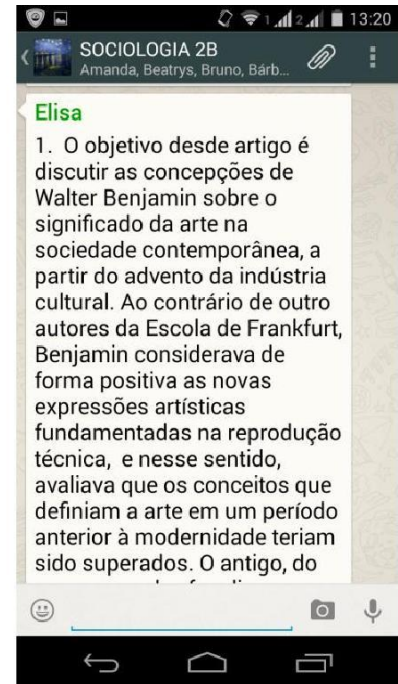 1 2 13:20
SOCIOLOGIA 2B
Amanda, Beatrys, Bruno, Bárb...
Elisa
1. O objetivo desde artigo é
discutir as concepções de
Walter Benjamin sobre o
significado da arte na
sociedade contemporânea, a
partir do advento da indústria
cultural. Ao contrário de outro
autores da Escola de Frankfurt,
Benjamin considerava de
forma positiva as novas
expressões artísticas
fundamentadas na reprodução
técnica, e nesse sentido,
avaliava que os conceitos que
definiam a arte em um período
anterior à modernidade teriam
sido superados. O antigo, do